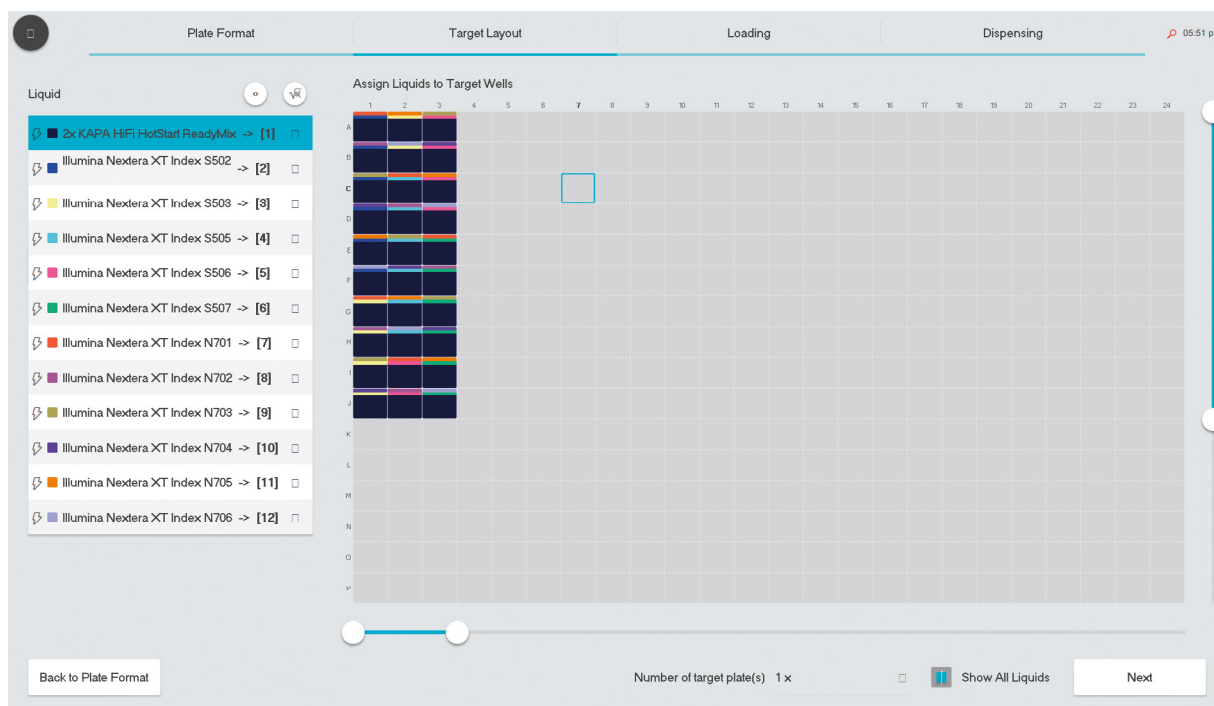 Plate Format
Target Layout
Loading
Dispensing
05:51 p
Liquid
2x KAPA HiFi HotStart ReadyMix -> [1]
Illumina Nextera XT Index S502 -> [2]
Illumina Nextera XT Index S503 -> [3]
Illumina Nextera XT Index S505 -> [4]
Illumina Nextera XT Index S506 -> [5]
Illumina Nextera XT Index S507 -> [6]
Illumina Nextera XT Index N701 -> [7]
Illumina Nextera XT Index N702 -> [8]
Illumina Nextera XT Index N703 -> [9]
Illumina Nextera XT Index N704 -> [10]
Illumina Nextera XT Index N705 -> [11]
Illumina Nextera XT Index N706 -> [12]
Assign Liquids to Target Wells
1 2 3 4 5 6 7 8 9 10 11 12 13 14 15 16 17 18 19 20 21 22 23 24
A
B
C
D
E
F
G
H
I
J
K
L
M
N
O
P
Back to Plate Format
Number of target plate(s) 1 x
Show All Liquids
Next